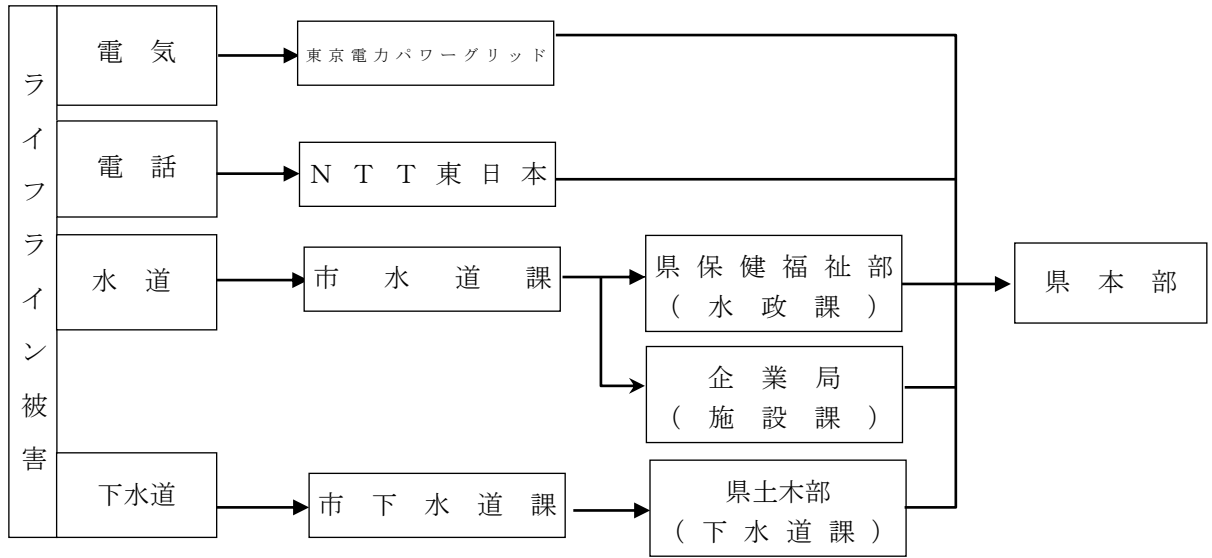 ライフライン被害
電気
東京電力パワーグリッド
電話
NTT東日本
水道
市水道課
県保健福祉部
(水政課)
企業局
(施設課)
下水道
市下水道課
県土木部
(下水道課)
県本部